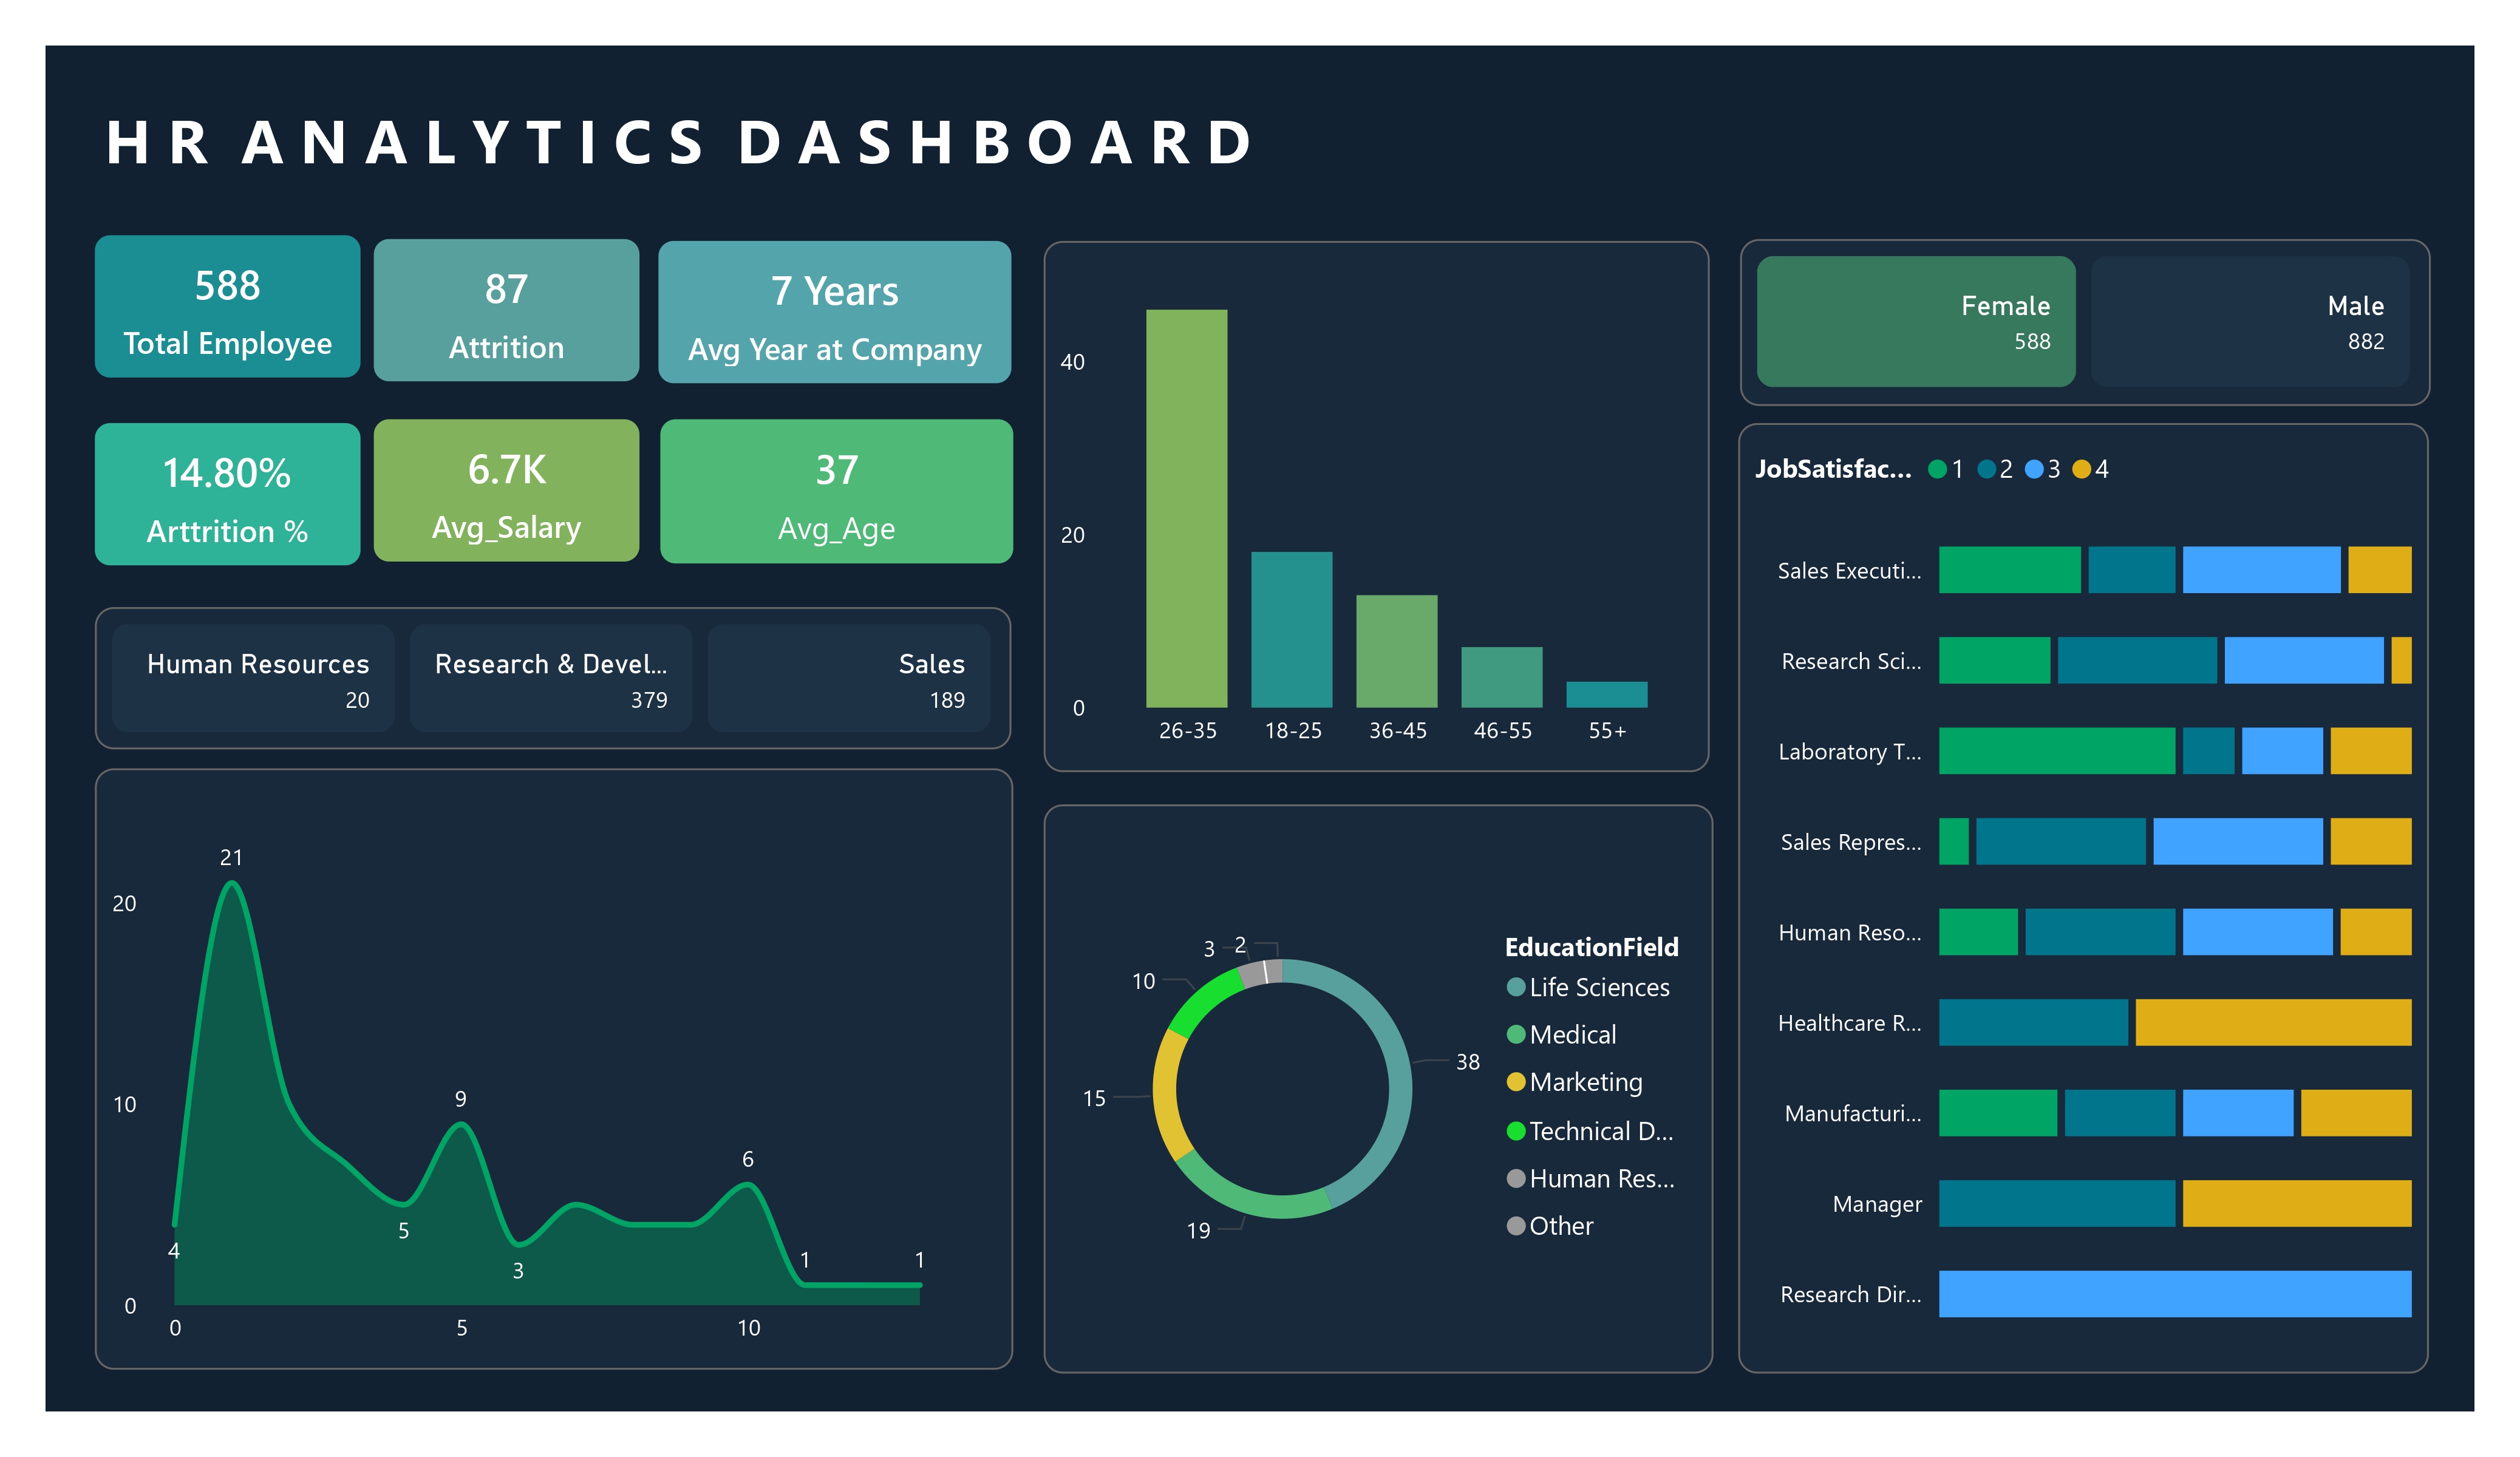 HR ANALYTICS DASHBOARD
588
Total Employee
87
Attrition
7 Years
Avg Year at Company
14.80%
Arttrition %
6.7K
Avg_Salary
37
Avg_Age
Human Resources
20
Research & Devel...
379
Sales
189
21
20
9
10
6
5
4
3
1
1
0
0
5
10
40
20
0
26-35
18-25
36-45
46-55
55+
3
2
10
38
15
19
EducationField
Life Sciences
Medical
Marketing
Technical D...
Human Res...
Other
Female
588
Male
882
JobSatisfac...
1
2
3
4
Sales Executi...
Research Sci...
Laboratory T...
Sales Repres...
Human Reso...
Healthcare R...
Manufacturi...
Manager
Research Dir...